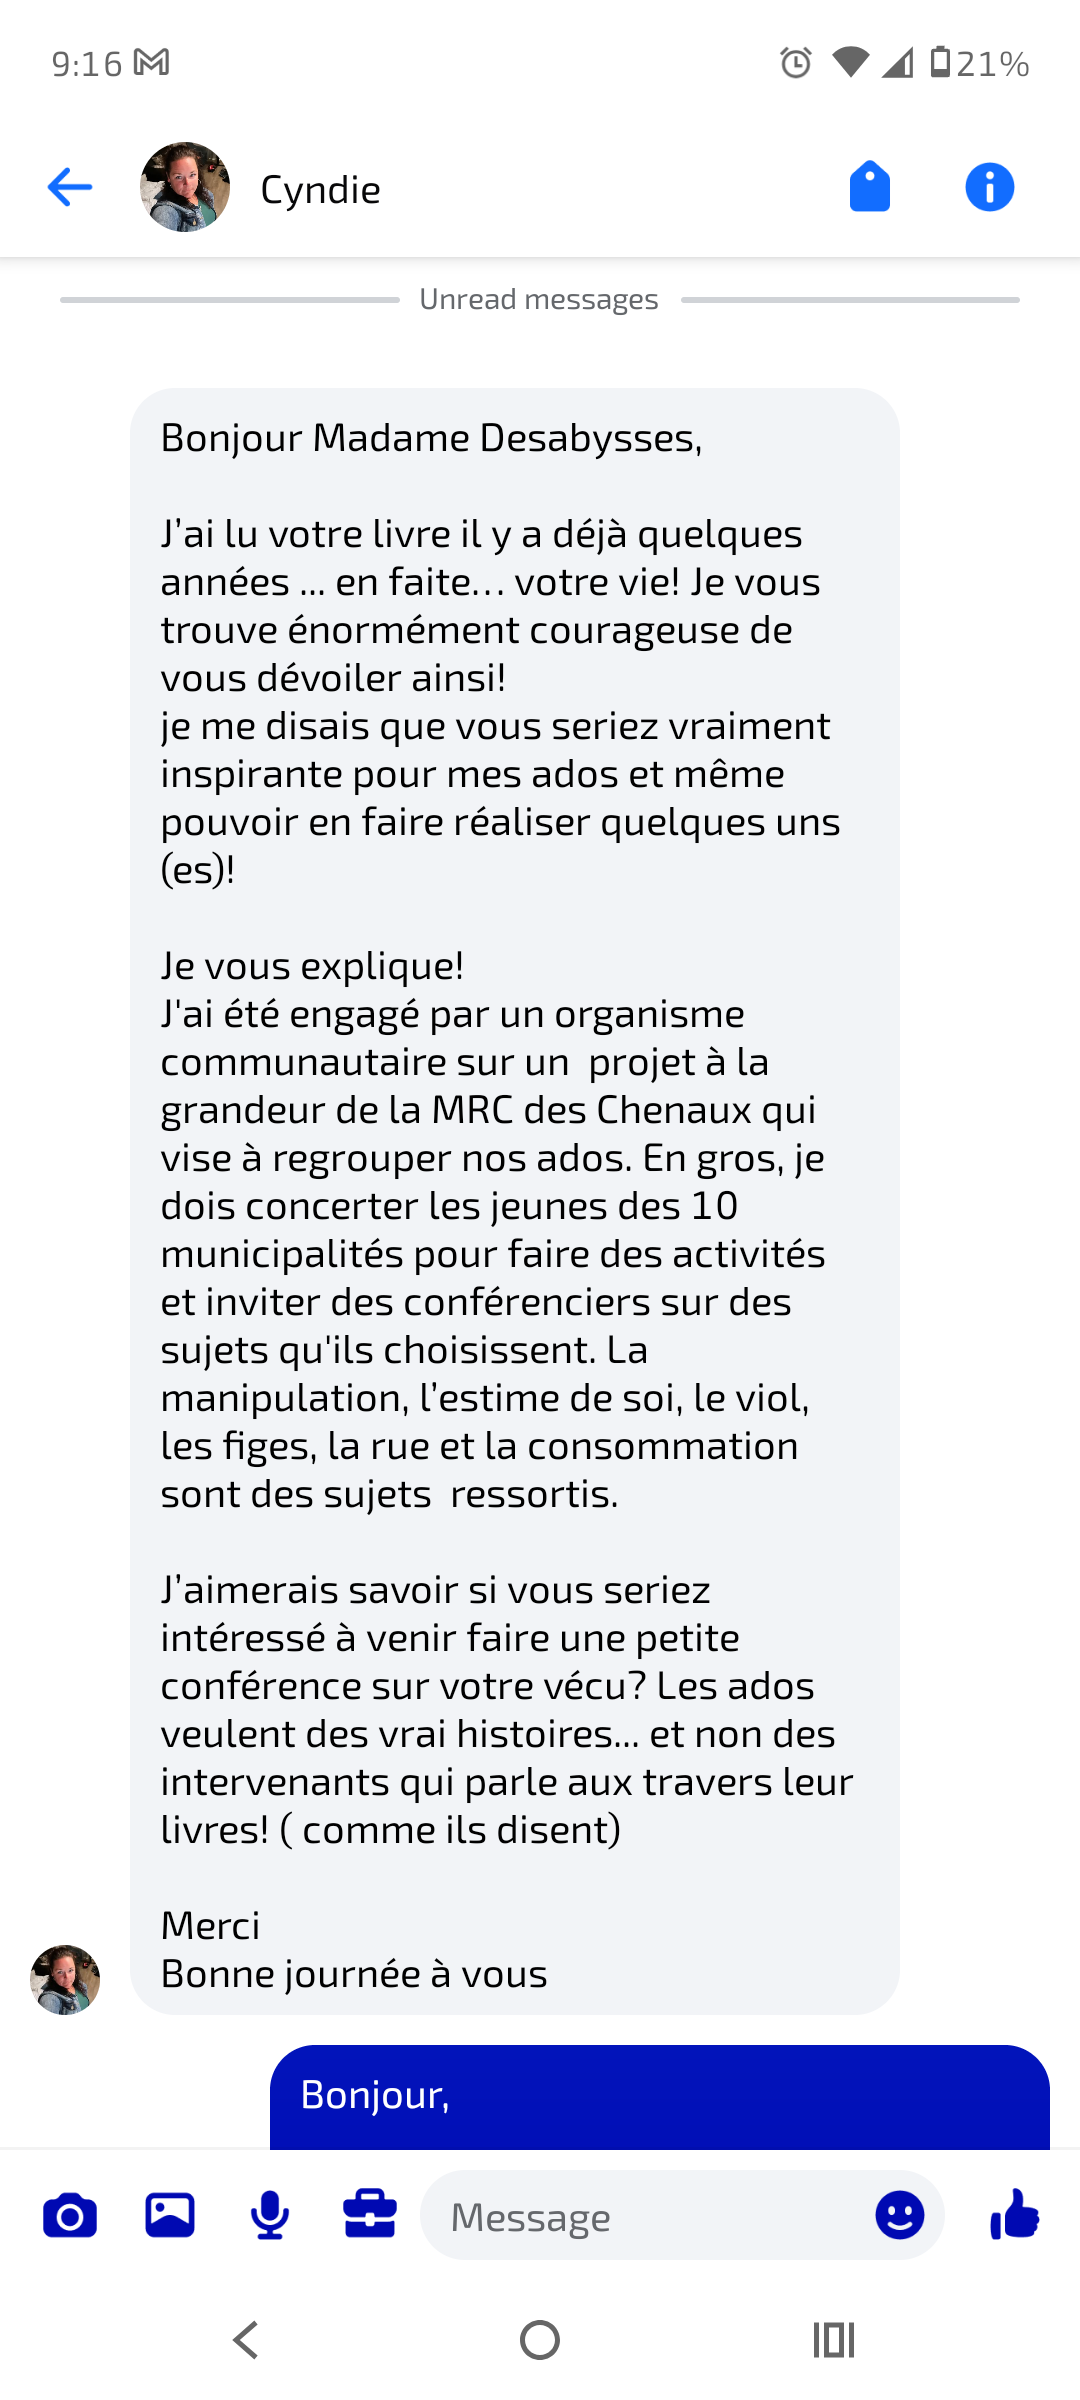 9:16
21%
Cyndie
Unread messages
Bonjour Madame Desabysses,
J'ai lu votre livre il y a déjà quelques
années ... en faite... votre vie! Je vous
trouve énormément courageuse de
vous dévoiler ainsi!
je me disais que vous seriez vraiment
inspirante pour mes ados et même
pouvoir en faire réaliser quelques uns
(es)!
Je vous explique!
J'ai été engagé par un organisme
communautaire sur un  projet à la
grandeur de la MRC des Chenaux qui
vise à regrouper nos ados. En gros, je
dois concerter les jeunes des 10
municipalités pour faire des activités
et inviter des conférenciers sur des
sujets qu'ils choisissent. La
manipulation, l'estime de soi, le viol,
les figes, la rue et la consommation
sont des sujets  ressortis.
J'aimerais savoir si vous seriez
intéressé à venir faire une petite
conférence sur votre vécu? Les ados
veulent des vrai histoires... et non des
intervenants qui parle aux travers leur
livres! ( comme ils disent)
Merci
Bonne journée à vous
Bonjour,
Message